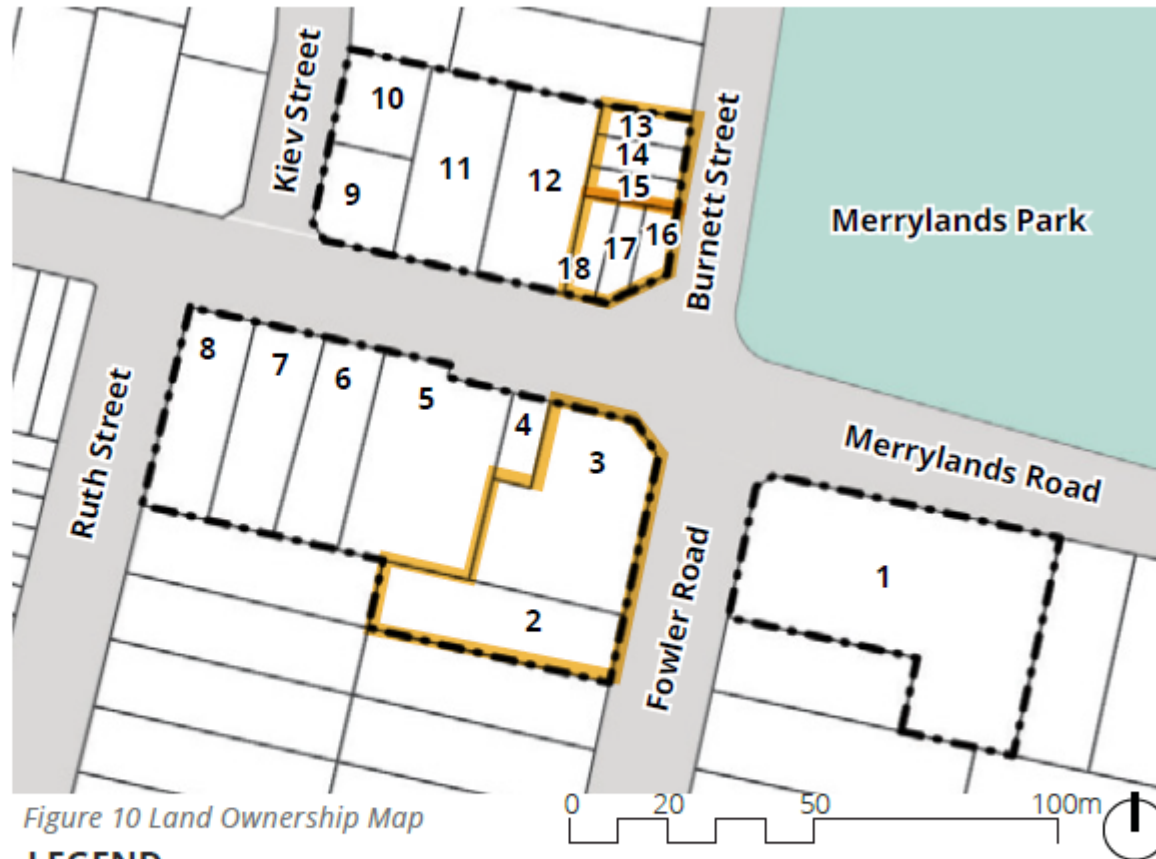 Kiev Street
10
9
11
12
13
14
15
16
17
18
Burnett Street
Merrylands Park
8
7
6
5
4
3
2
1
Ruth Street
Fowler Road
Merrylands Road
Figure 10 Land Ownership Map
0 20 50 100m
LEGEND